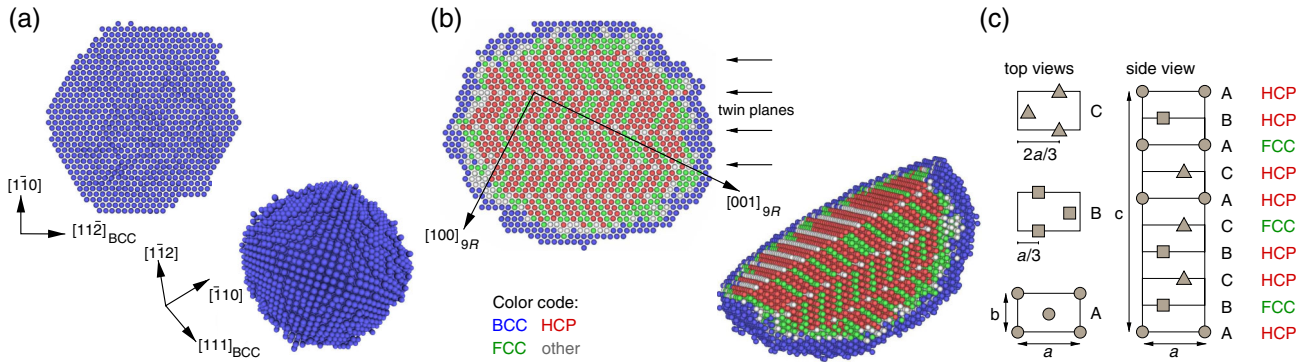 (a)
[11̄0]
[112̄]BCC
[1̄1̄2]
[1̄10]
[111]BCC
(b)
twin planes
[100]9R
[001]9R
Color code:
BCC HCP
FCC other
(c)
top views
C
2a/3
B
a/3
b
A
a
side view
c
A HCP
B HCP
A FCC
C HCP
A HCP
C FCC
B HCP
C HCP
B FCC
A HCP
a